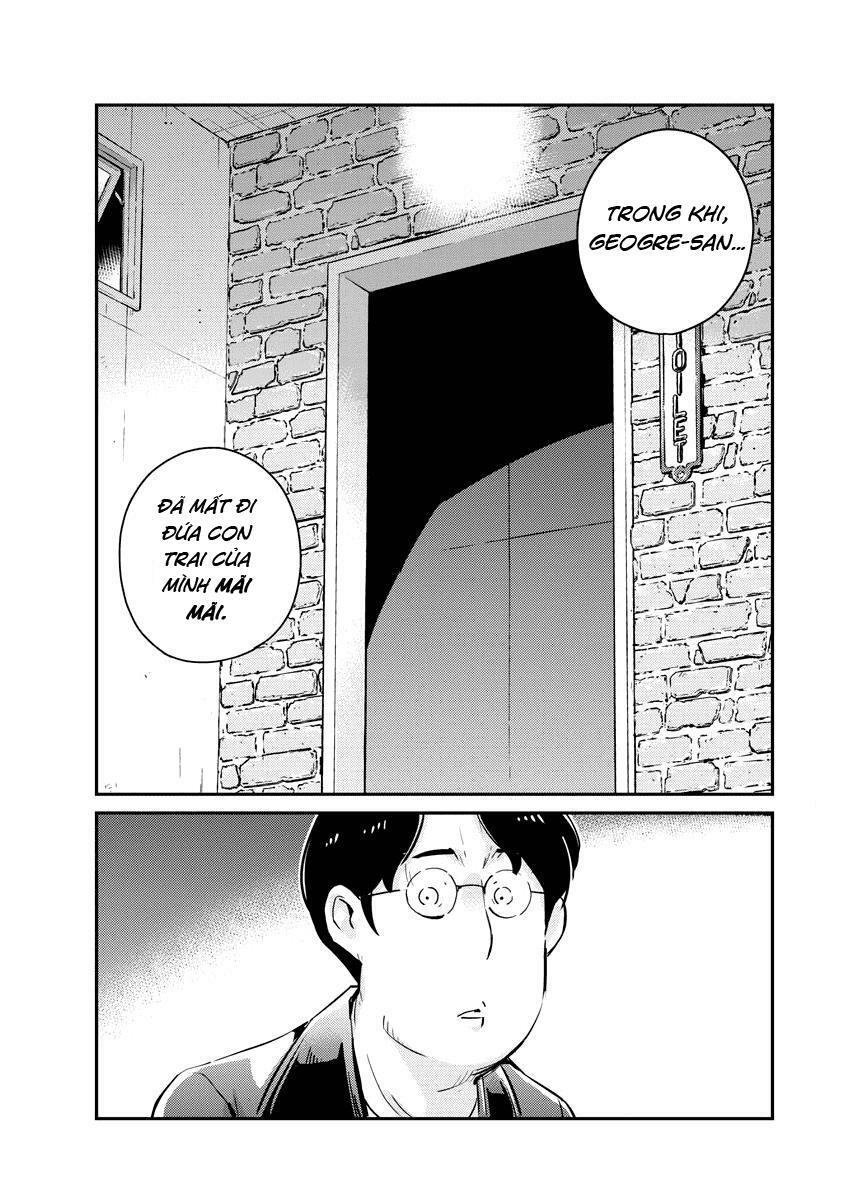 TRONG KHI,
GEOGRE-SAN...
TOILET
ĐÃ MẤT ĐI
ĐỨA CON
TRAI CỦA
MÌNH MÃI
MÃI.